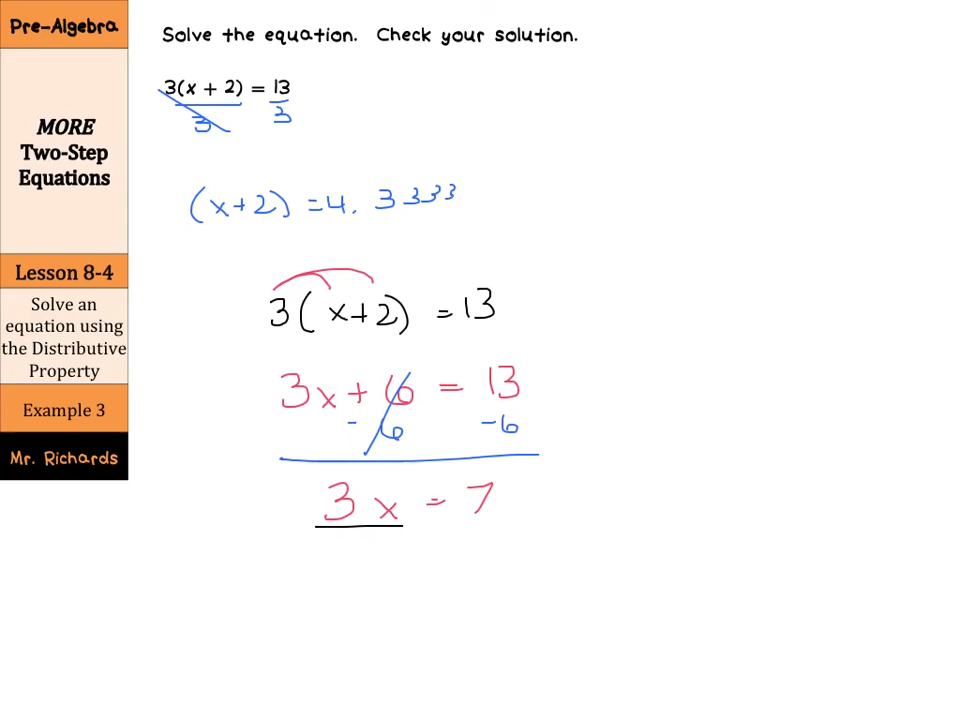 Pre-Algebra
MORE
Two-Step
Equations
Lesson 8-4
Solve an
equation using
the Distributive
Property
Example 3
Mr. Richards
Solve the equation. Check your solution.
3(x + 2) = 13
3 3
(x+2) = 4.3333
3(x+2) = 13
3x + 6 = 13
- 6 -6
3x = 7